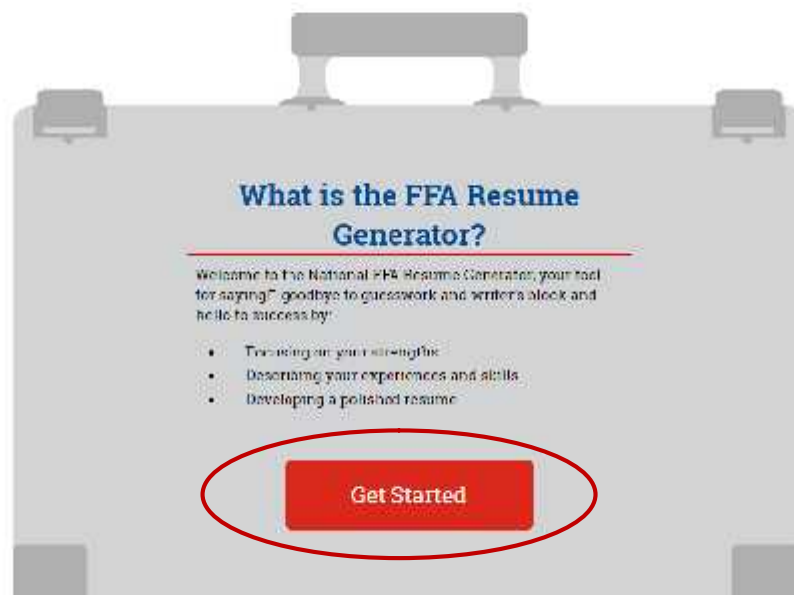 What is the FFA Resume
Generator?
Welcome to the National FFA Resume Generator, your tool
for saying goodbye to guesswork and writer's block and
hello to success by:
• Focusing on your strengths
• Describing your experiences and skills
• Developing a polished resume
Get Started